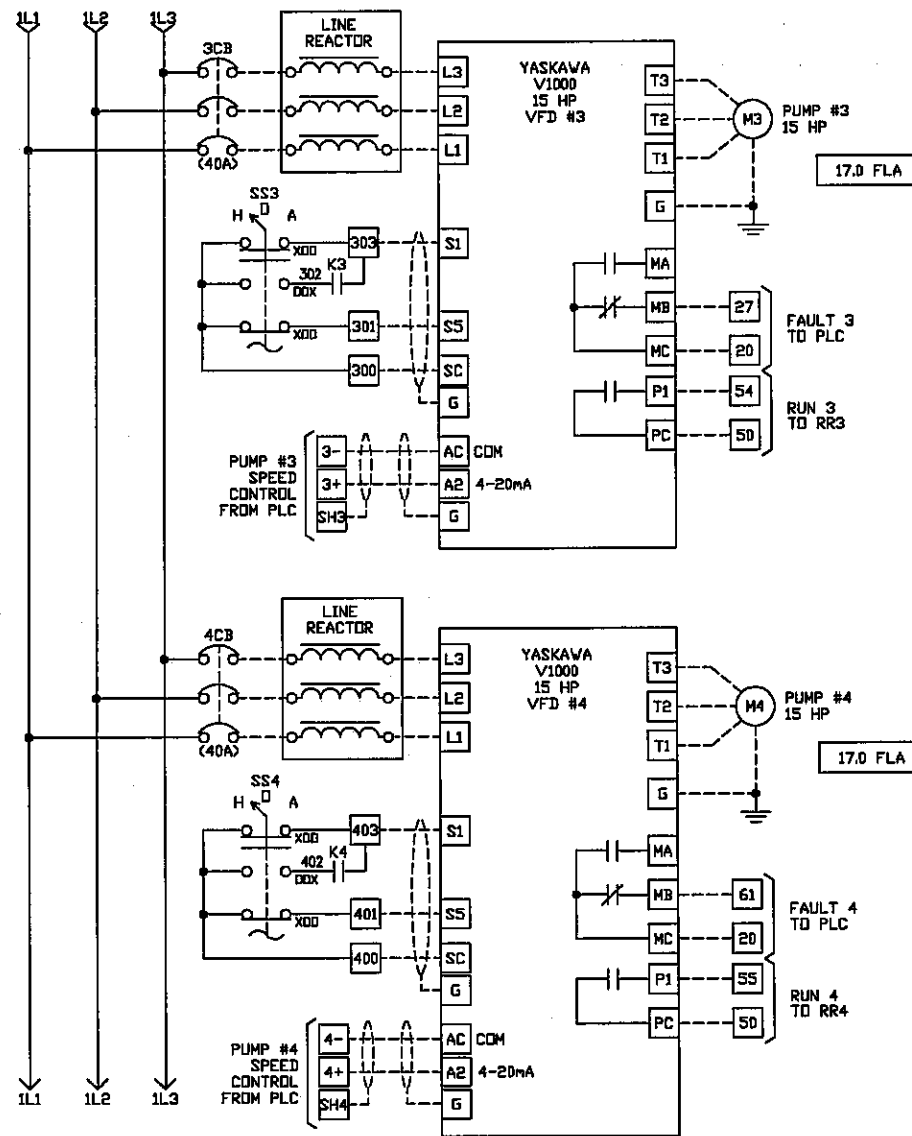 1L1 1L2 1L3
3CB
(40A)
LINE
REACTOR
L3
L2
L1
YASKAWA
V1000
15 HP
VFD #3
T3
T2
T1
G
M3
PUMP #3
15 HP
17.0 FLA
SS3
H O A
XOO
303
302
OOX
K3
XOO
301
300
S1
S5
SC
G
MA
MB
MC
P1
PC
27
20
54
50
FAULT 3
TO PLC
RUN 3
TO RR3
PUMP #3
SPEED
CONTROL
FROM PLC
3-
3+
SH3
AC COM
A2 4-20mA
G
4CB
(40A)
LINE
REACTOR
L3
L2
L1
YASKAWA
V1000
15 HP
VFD #4
T3
T2
T1
G
M4
PUMP #4
15 HP
17.0 FLA
SS4
H O A
XOO
403
402
OOX
K4
XOO
401
400
S1
S5
SC
G
MA
MB
MC
P1
PC
61
20
55
50
FAULT 4
TO PLC
RUN 4
TO RR4
PUMP #4
SPEED
CONTROL
FROM PLC
4-
4+
SH4
AC COM
A2 4-20mA
G
1L1 1L2 1L3